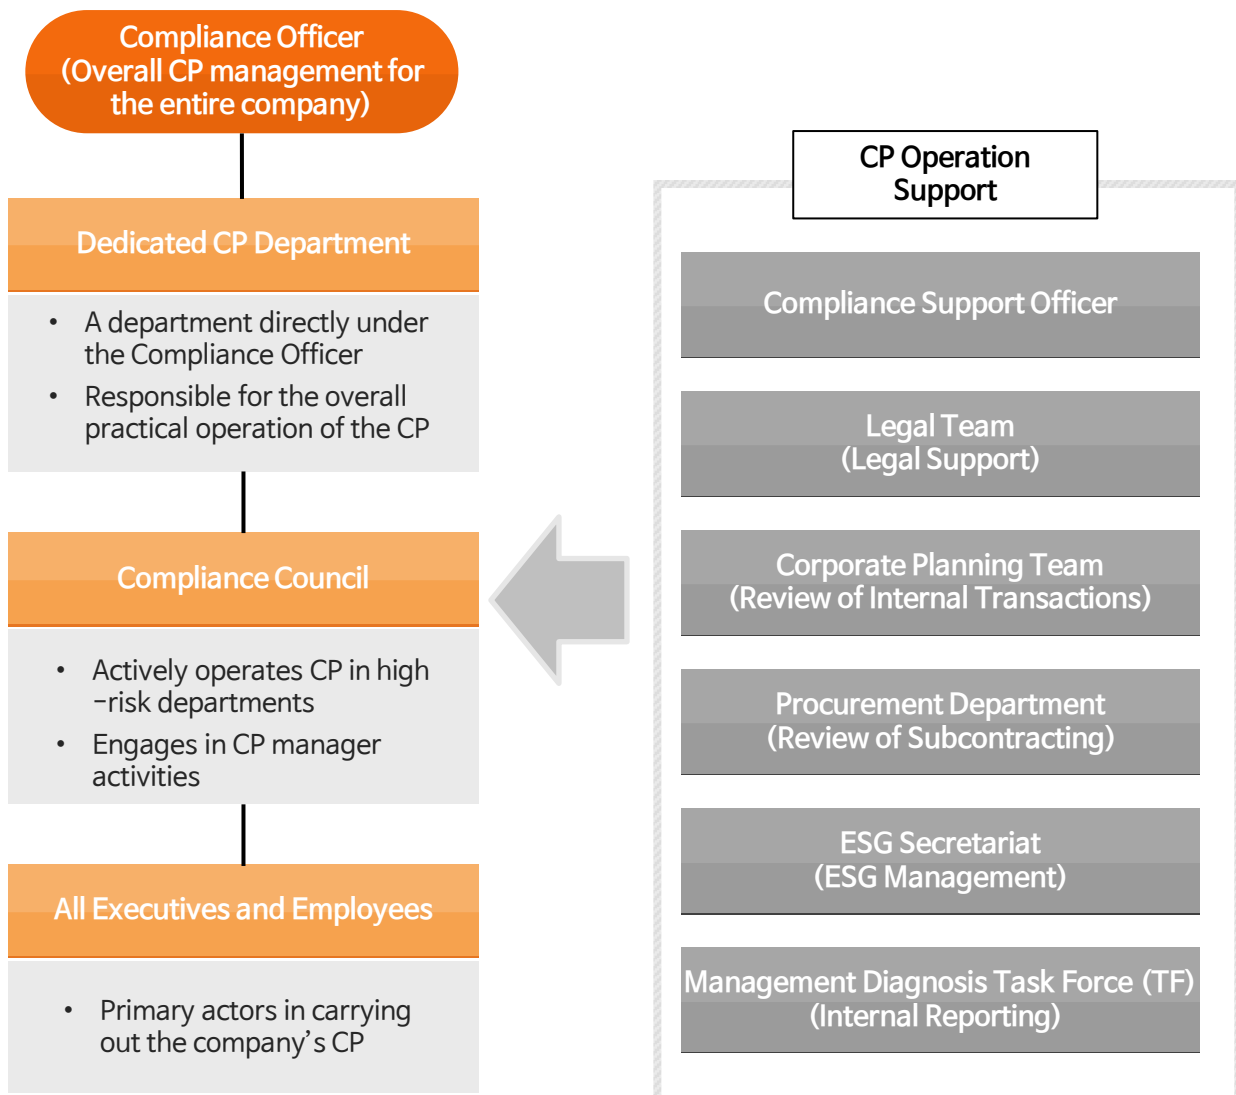 Compliance Officer
(Overall CP management for
the entire company)
Dedicated CP Department
• A department directly under
the Compliance Officer
• Responsible for the overall
practical operation of the CP
Compliance Council
• Actively operates CP in high
-risk departments
• Engages in CP manager
activities
All Executives and Employees
• Primary actors in carrying
out the company’s CP
CP Operation
Support
Compliance Support Officer
Legal Team
(Legal Support)
Corporate Planning Team
(Review of Internal Transactions)
Procurement Department
(Review of Subcontracting)
ESG Secretariat
(ESG Management)
Management Diagnosis Task Force (TF)
(Internal Reporting)